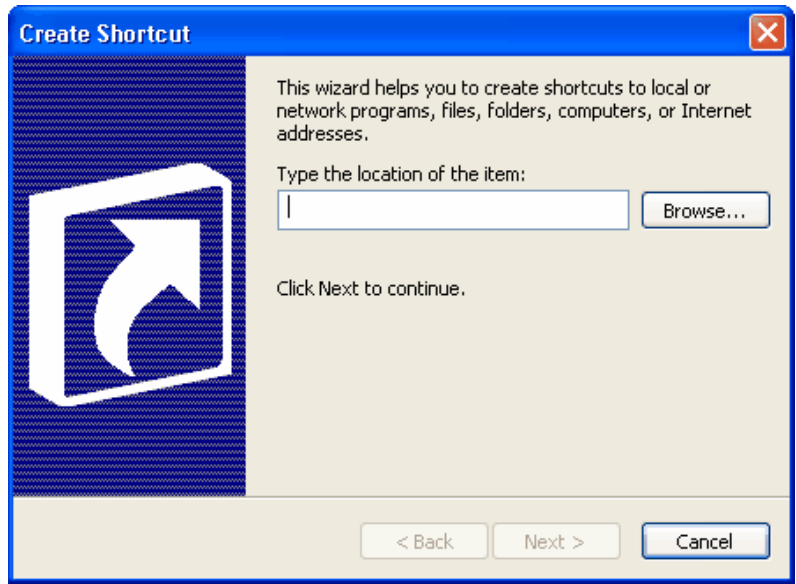 Create Shortcut
This wizard helps you to create shortcuts to local or
network programs, files, folders, computers, or Internet
addresses.
Type the location of the item:
Browse...
Click Next to continue.
< Back
Next >
Cancel